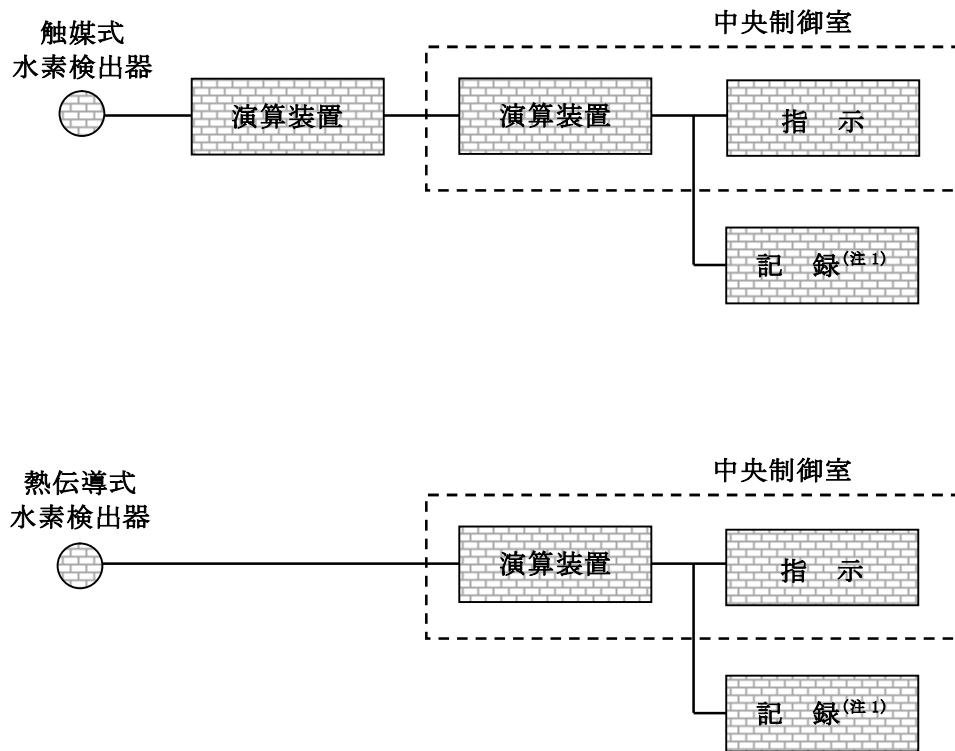 中央制御室
触媒式
水素検出器
演算装置
演算装置
指　示
記　録(注1)
中央制御室
熱伝導式
水素検出器
演算装置
指　示
記　録(注1)